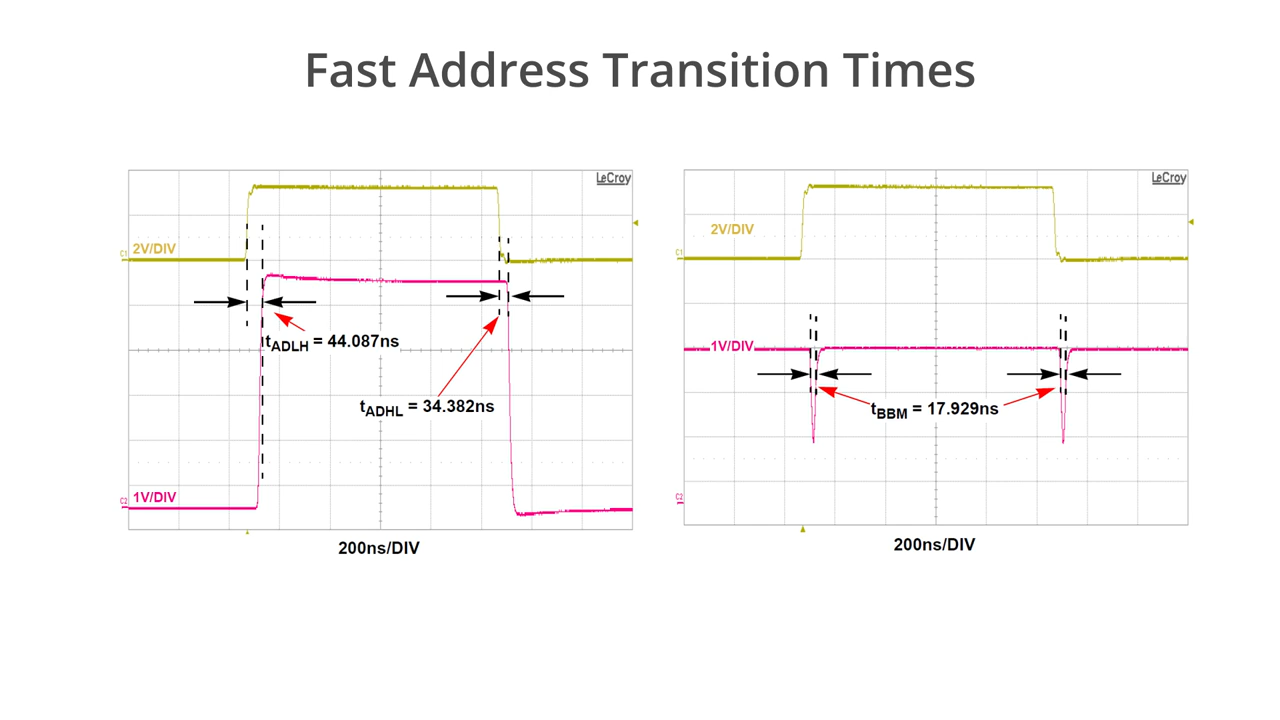 Fast Address Transition Times
LeCroy
C1 2V/DIV
tADLH = 44.087ns
tADHL = 34.382ns
C2 1V/DIV
200ns/DIV
LeCroy
C1 2V/DIV
1V/DIV
tBBM = 17.929ns
C2
200ns/DIV